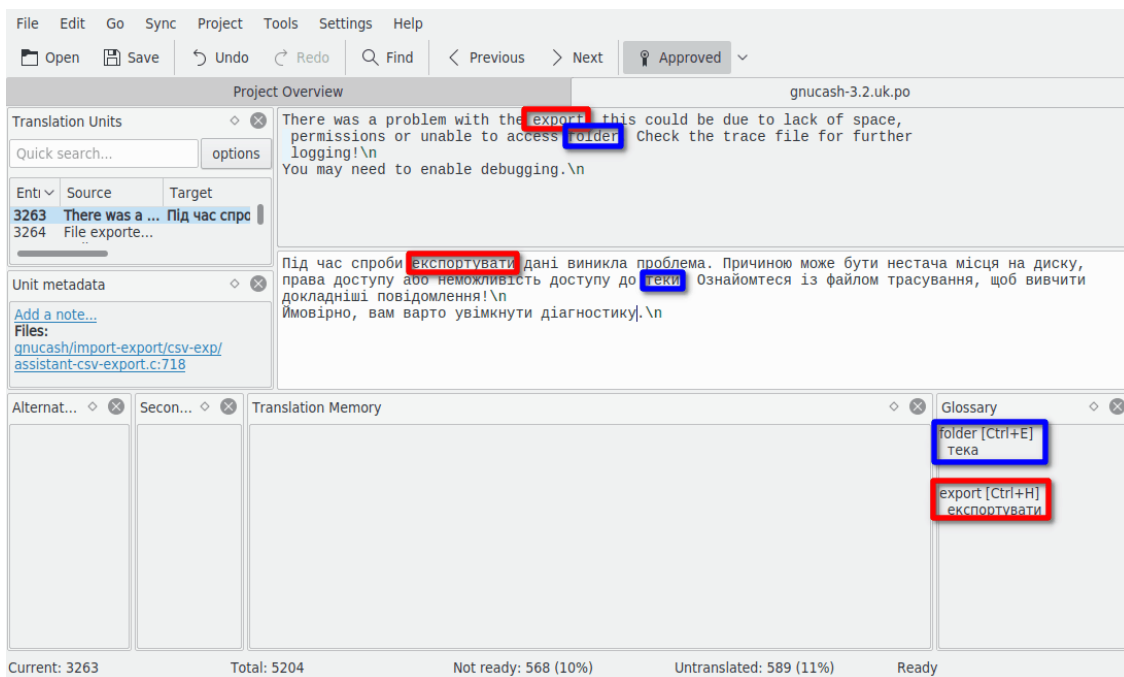 File Edit Go Sync Project Tools Settings Help
Open Save Undo Redo Find Previous Next Approved
Project Overview gnucash-3.2.uk.po
Translation Units
Quick search... options
Entı Source Target
3263 There was a ... Під час спро
3264 File exporte...
Unit metadata
Add a note...
Files:
gnucash/import-export/csv-exp/
assistant-csv-export.c:718
There was a problem with the export, this could be due to lack of space,
permissions or unable to access folder. Check the trace file for further
logging!\n
You may need to enable debugging.\n
Під час спроби експортувати дані виникла проблема. Причиною може бути нестача місця на диску,
права доступу або неможливість доступу до теки. Ознайомтеся із файлом трасування, щоб вивчити
докладніші повідомлення!\n
Ймовірно, вам варто увімкнути діагностику.\n
Alternat...
Secon...
Translation Memory
Glossary
folder [Ctrl+E]
тека
export [Ctrl+H]
експортувати
Current: 3263 Total: 5204 Not ready: 568 (10%) Untranslated: 589 (11%) Ready